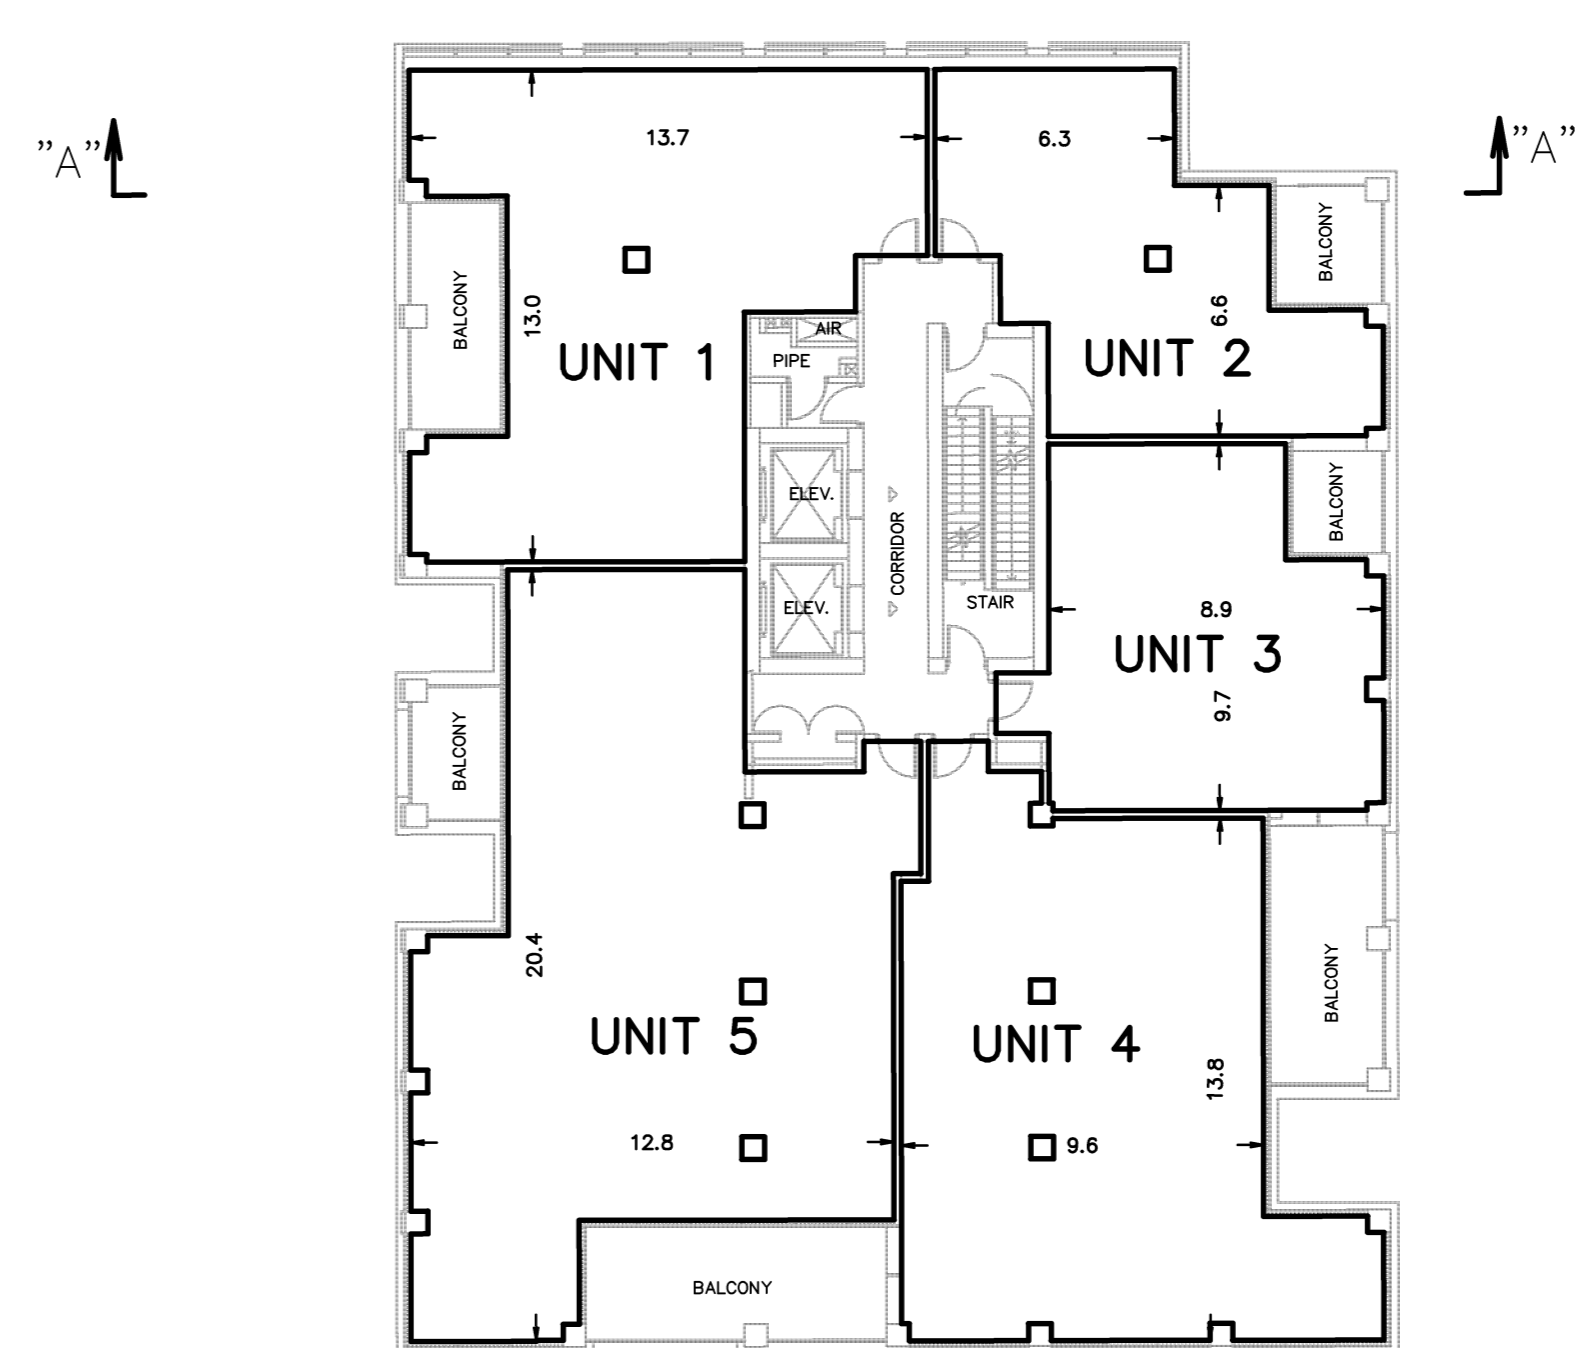 "A"
"A"
13.7
6.3
BALCONY
BALCONY
13.0
6.6
AIR
PIPE
UNIT 1
UNIT 2
ELEV.
BALCONY
CORRIDOR
ELEV.
STAIR
8.9
UNIT 3
9.7
BALCONY
20.4
BALCONY
UNIT 5
UNIT 4
13.8
12.8
9.6
BALCONY